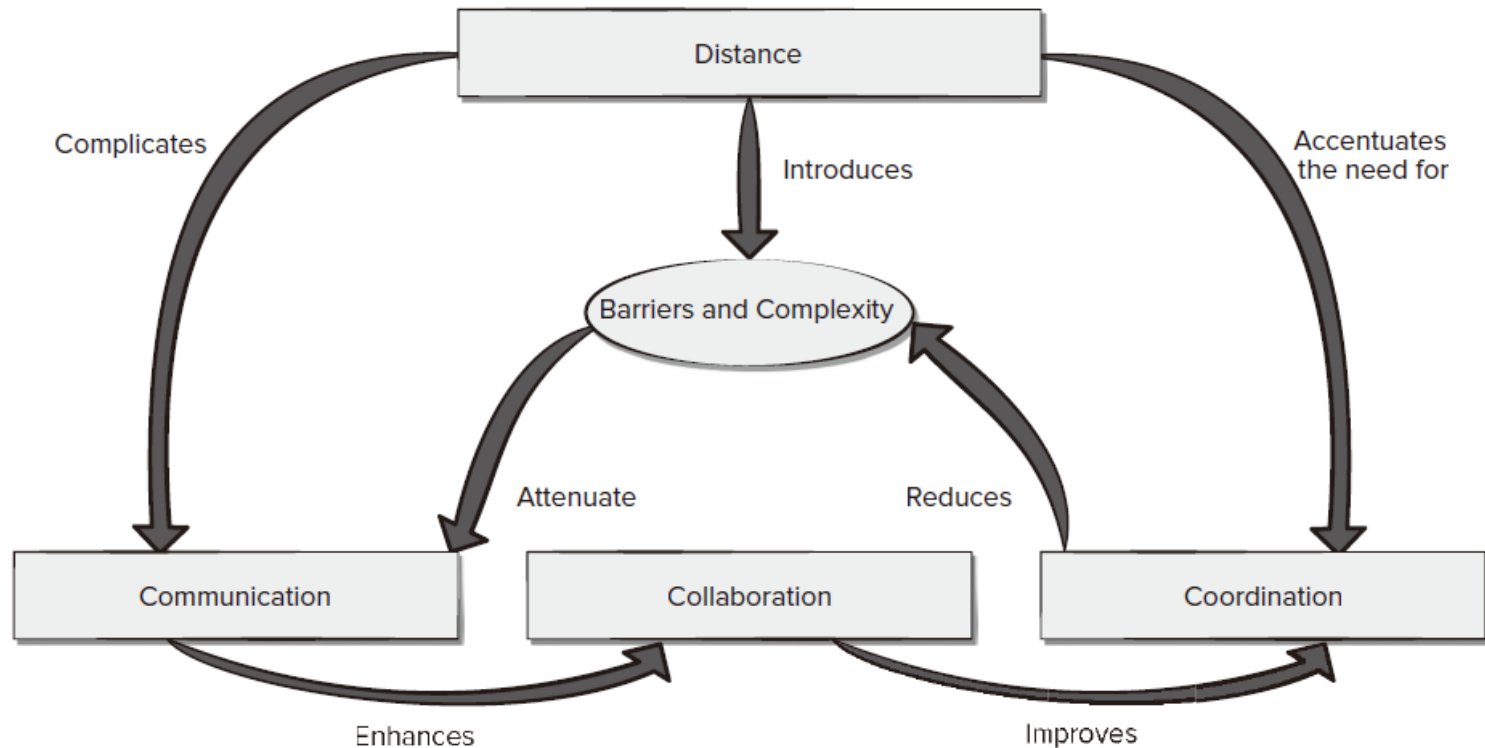 Distance
Complicates
Introduces
Accentuates
the need for
Barriers and Complexity
Attenuate
Reduces
Communication
Collaboration
Coordination
Enhances
Improves